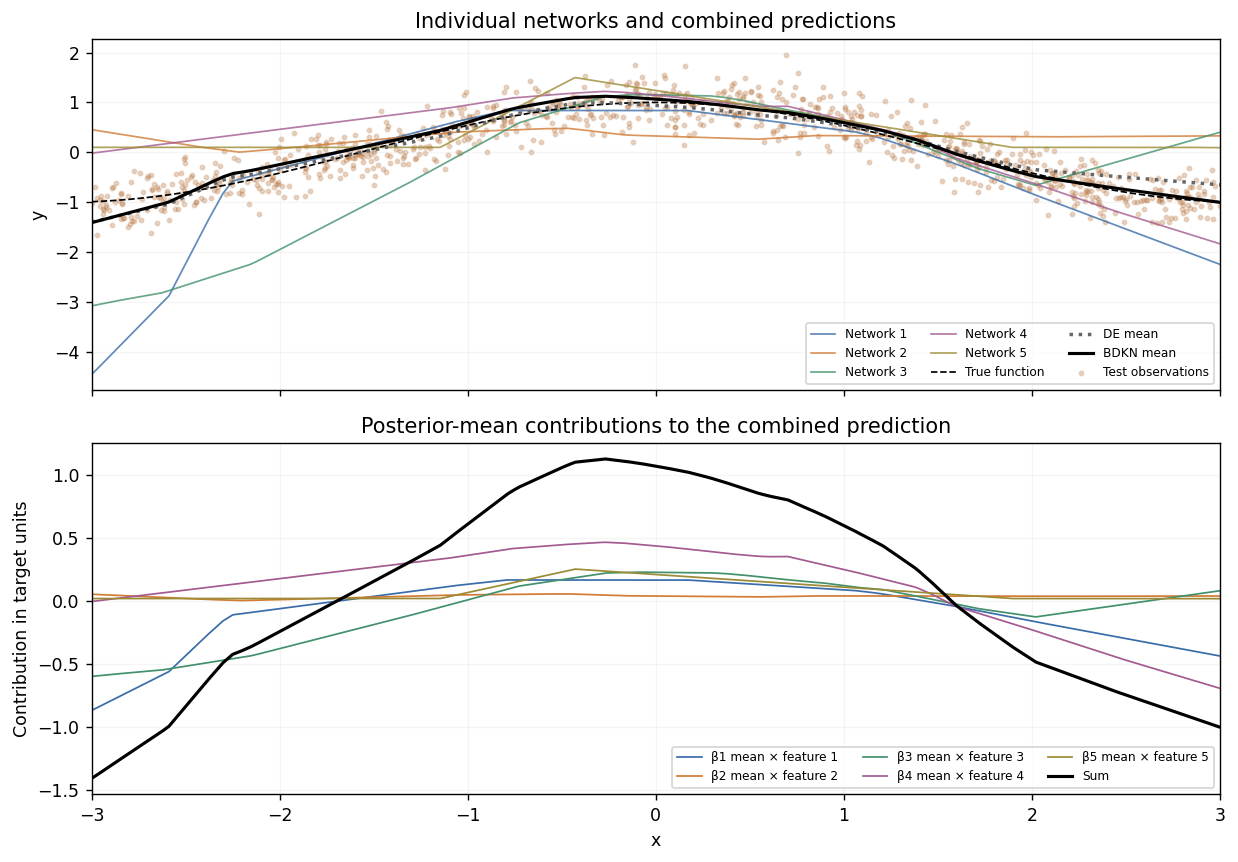 Individual networks and combined predictions
2
1
0
−1
−2
−3
−4
y
Network 1
Network 2
Network 3
Network 4
Network 5
True function
DE mean
BDKN mean
Test observations
Posterior-mean contributions to the combined prediction
1.0
0.5
0.0
−0.5
−1.0
−1.5
Contribution in target units
β1 mean × feature 1
β2 mean × feature 2
β3 mean × feature 3
β4 mean × feature 4
β5 mean × feature 5
Sum
−3 −2 −1 0 1 2 3
x